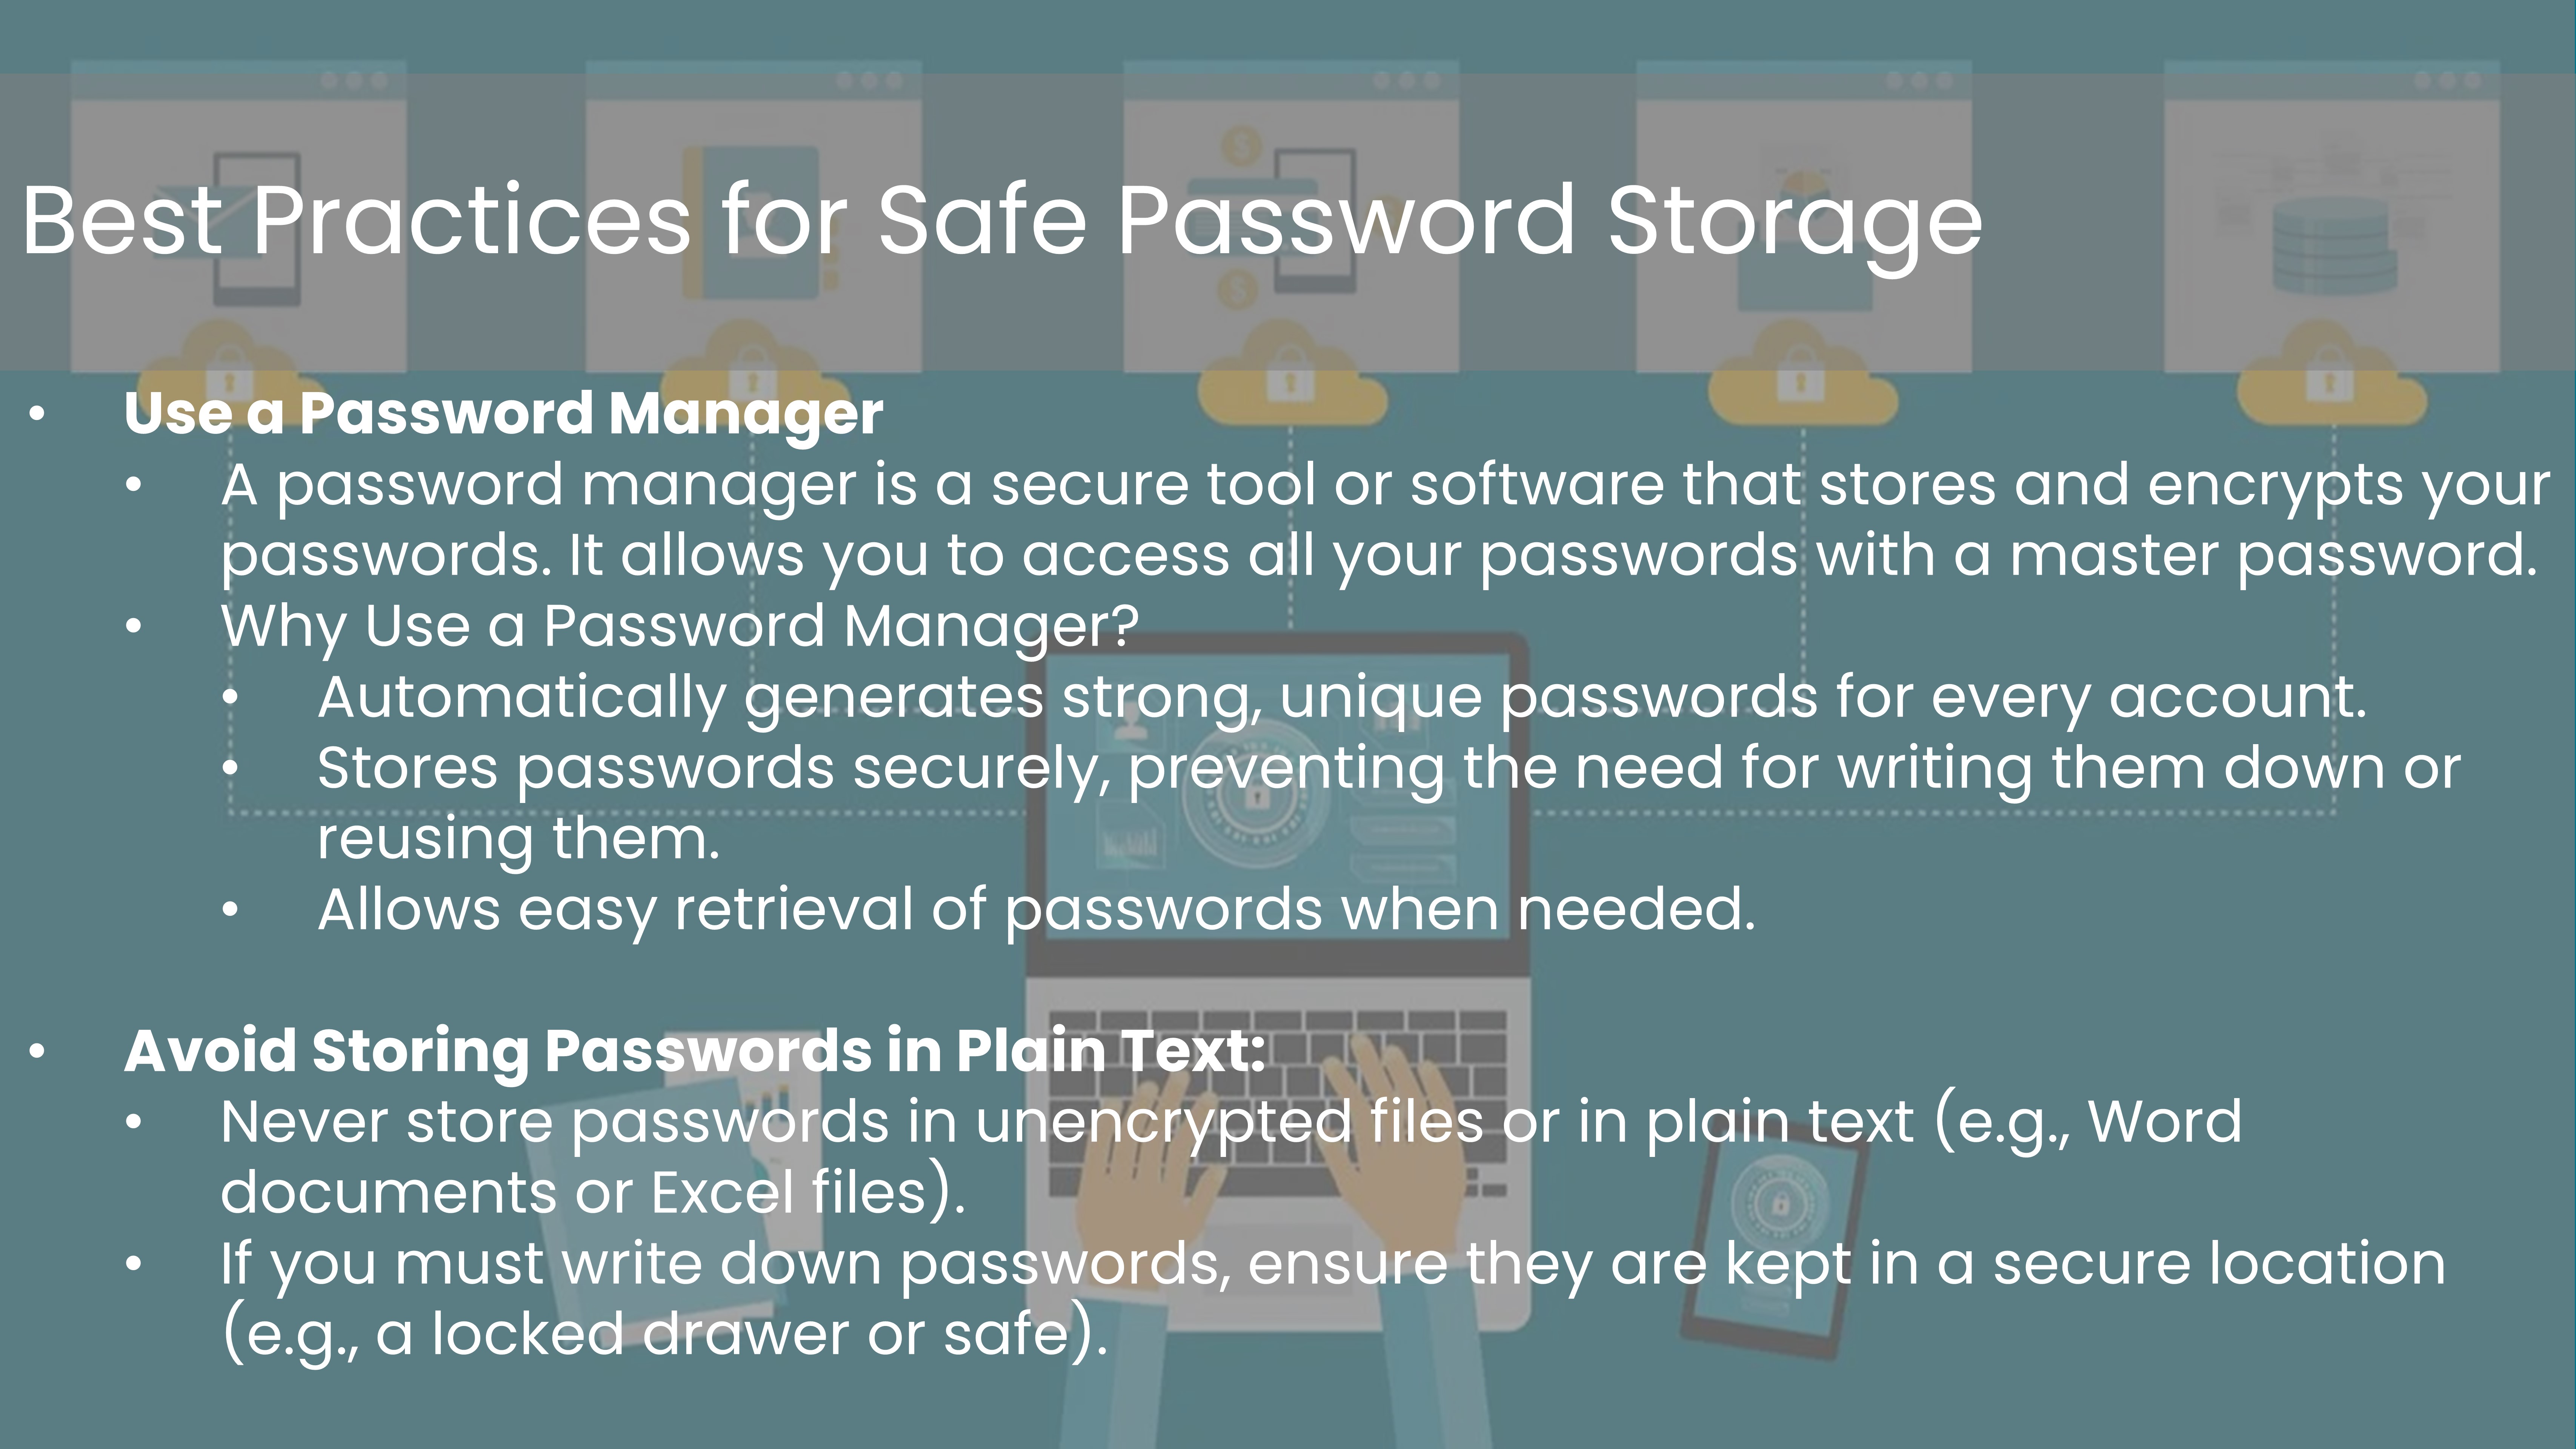 Best Practices for Safe Password Storage
• Use a Password Manager
• A password manager is a secure tool or software that stores and encrypts your
passwords. It allows you to access all your passwords with a master password.
• Why Use a Password Manager?
• Automatically generates strong, unique passwords for every account.
• Stores passwords securely, preventing the need for writing them down or
reusing them.
• Allows easy retrieval of passwords when needed.
• Avoid Storing Passwords in Plain Text:
• Never store passwords in unencrypted files or in plain text (e.g., Word
documents or Excel files).
• If you must write down passwords, ensure they are kept in a secure location
(e.g., a locked drawer or safe).